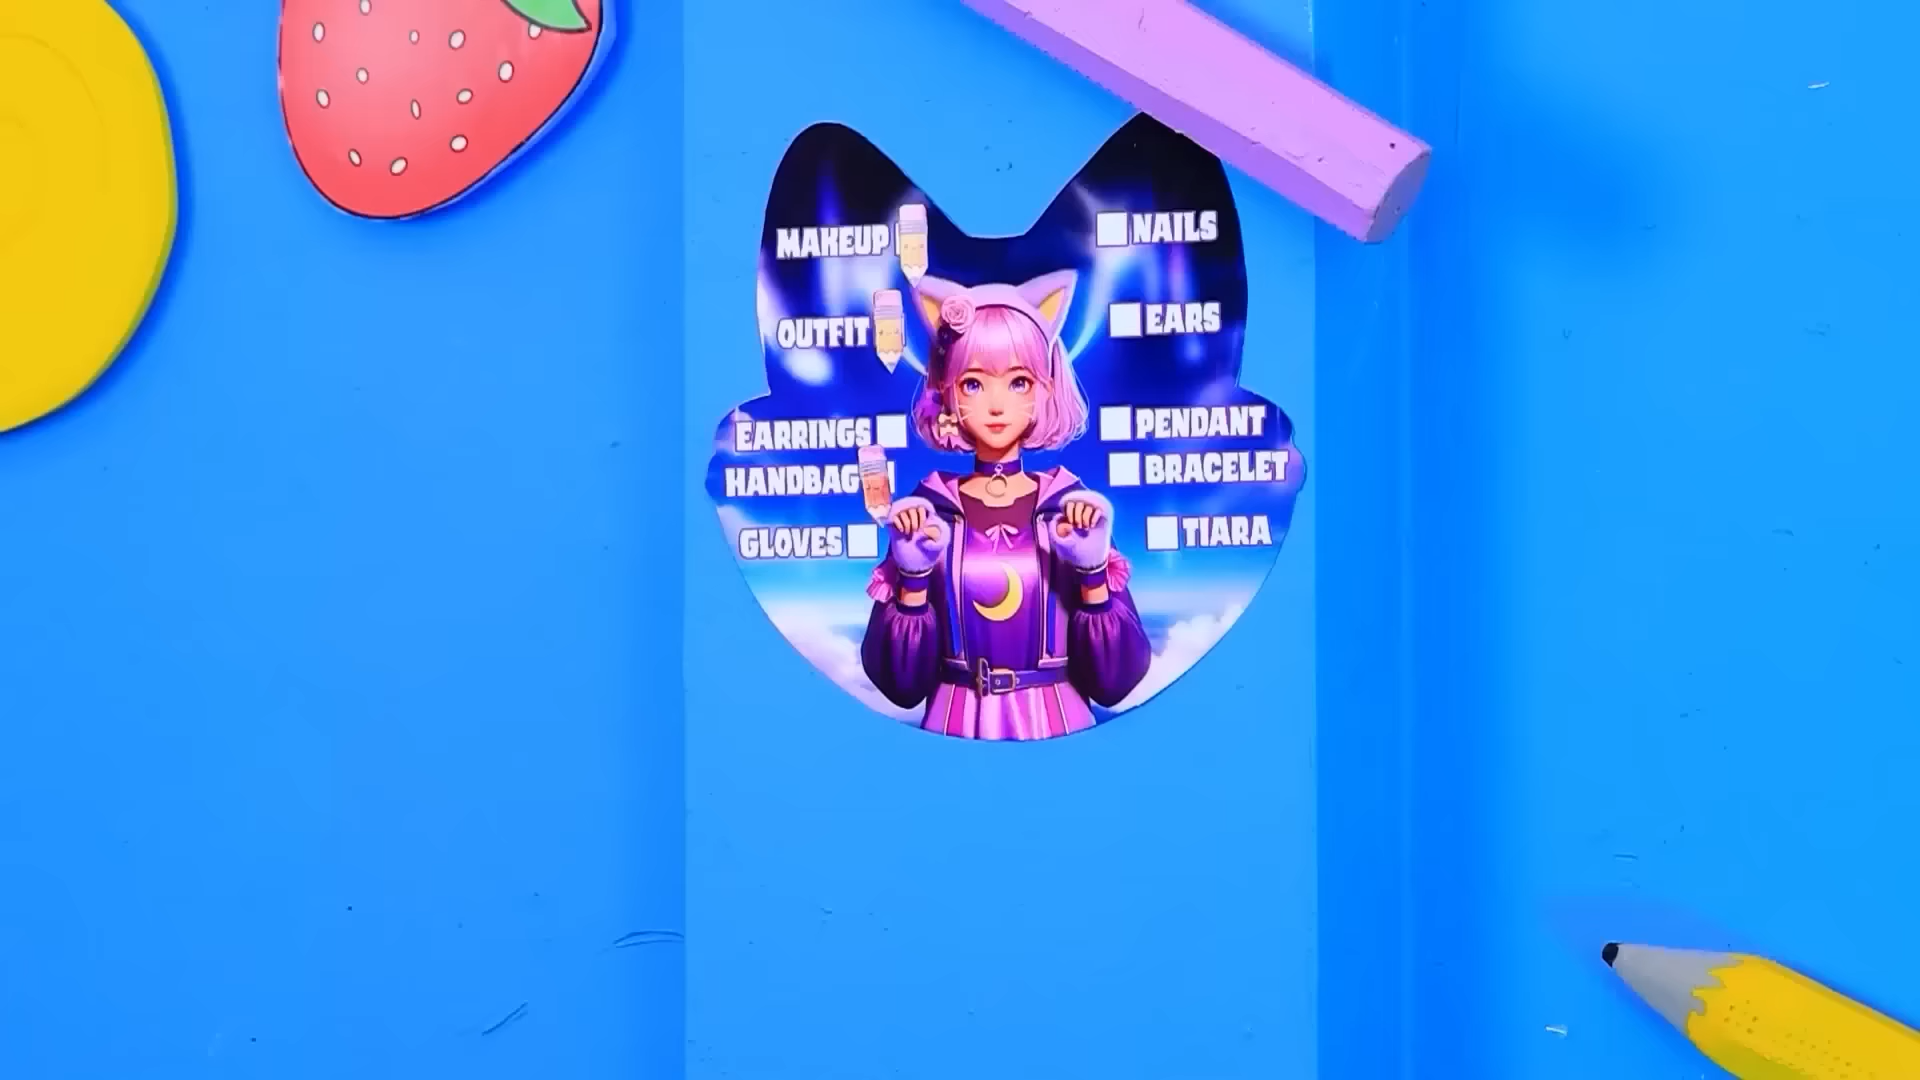 MAKEUP
OUTFIT
EARRINGS
HANDBAG
GLOVES
NAILS
EARS
PENDANT
BRACELET
TIARA